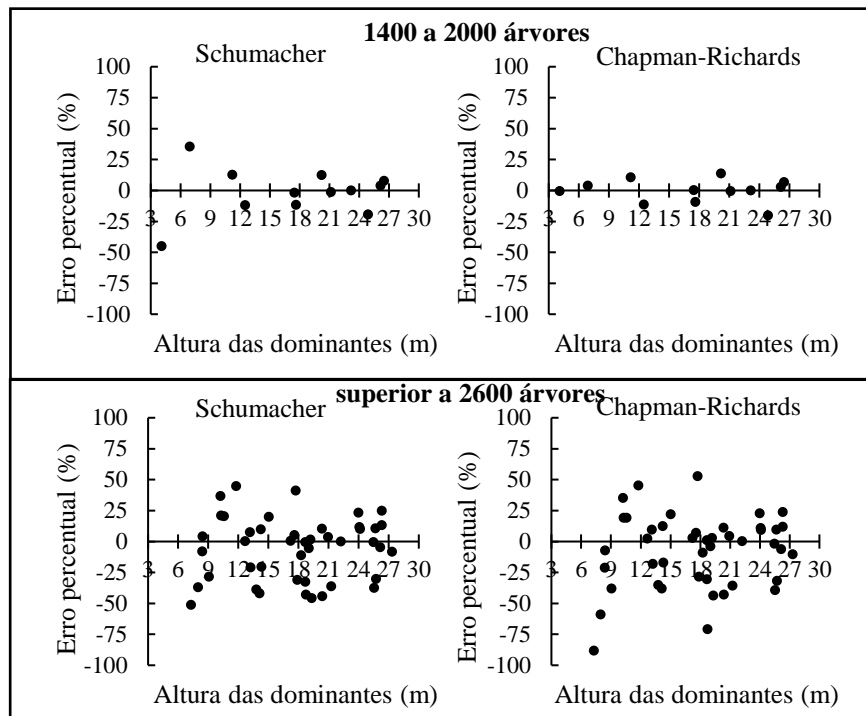 1400 a 2000 árvores
Schumacher
Chapman-Richards
100
75
50
25
0
-25
-50
-75
-100
3 6 9 12 15 18 21 24 27 30
Erro percentual (%)
Altura das dominantes (m)
100
75
50
25
0
-25
-50
-75
-100
3 6 9 12 15 18 21 24 27 30
Erro percentual (%)
Altura das dominantes (m)
superior a 2600 árvores
Schumacher
Chapman-Richards
100
75
50
25
0
-25
-50
-75
-100
3 6 9 12 15 18 21 24 27 30
Erro percentual (%)
Altura das dominantes (m)
100
75
50
25
0
-25
-50
-75
-100
3 6 9 12 15 18 21 24 27 30
Erro percentual (%)
Altura das dominantes (m)